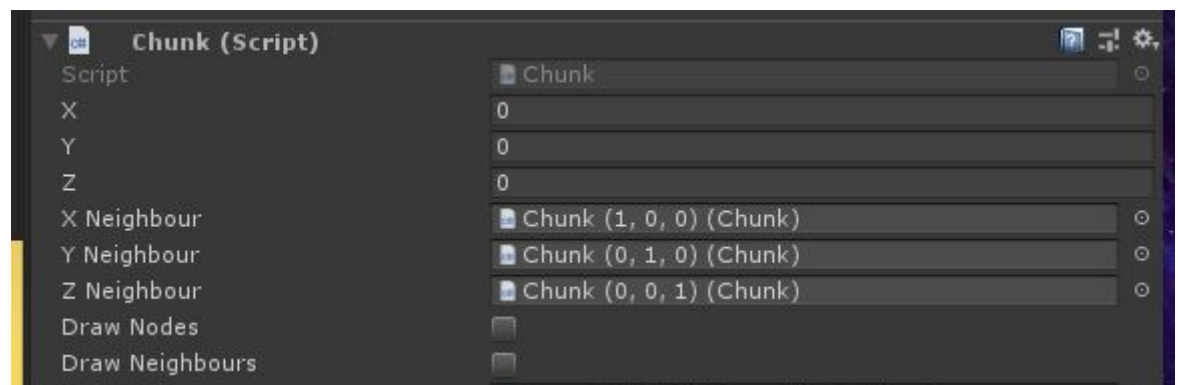 Chunk (Script)
Script Chunk
X 0
Y 0
Z 0
X Neighbour Chunk (1, 0, 0) (Chunk)
Y Neighbour Chunk (0, 1, 0) (Chunk)
Z Neighbour Chunk (0, 0, 1) (Chunk)
Draw Nodes
Draw Neighbours